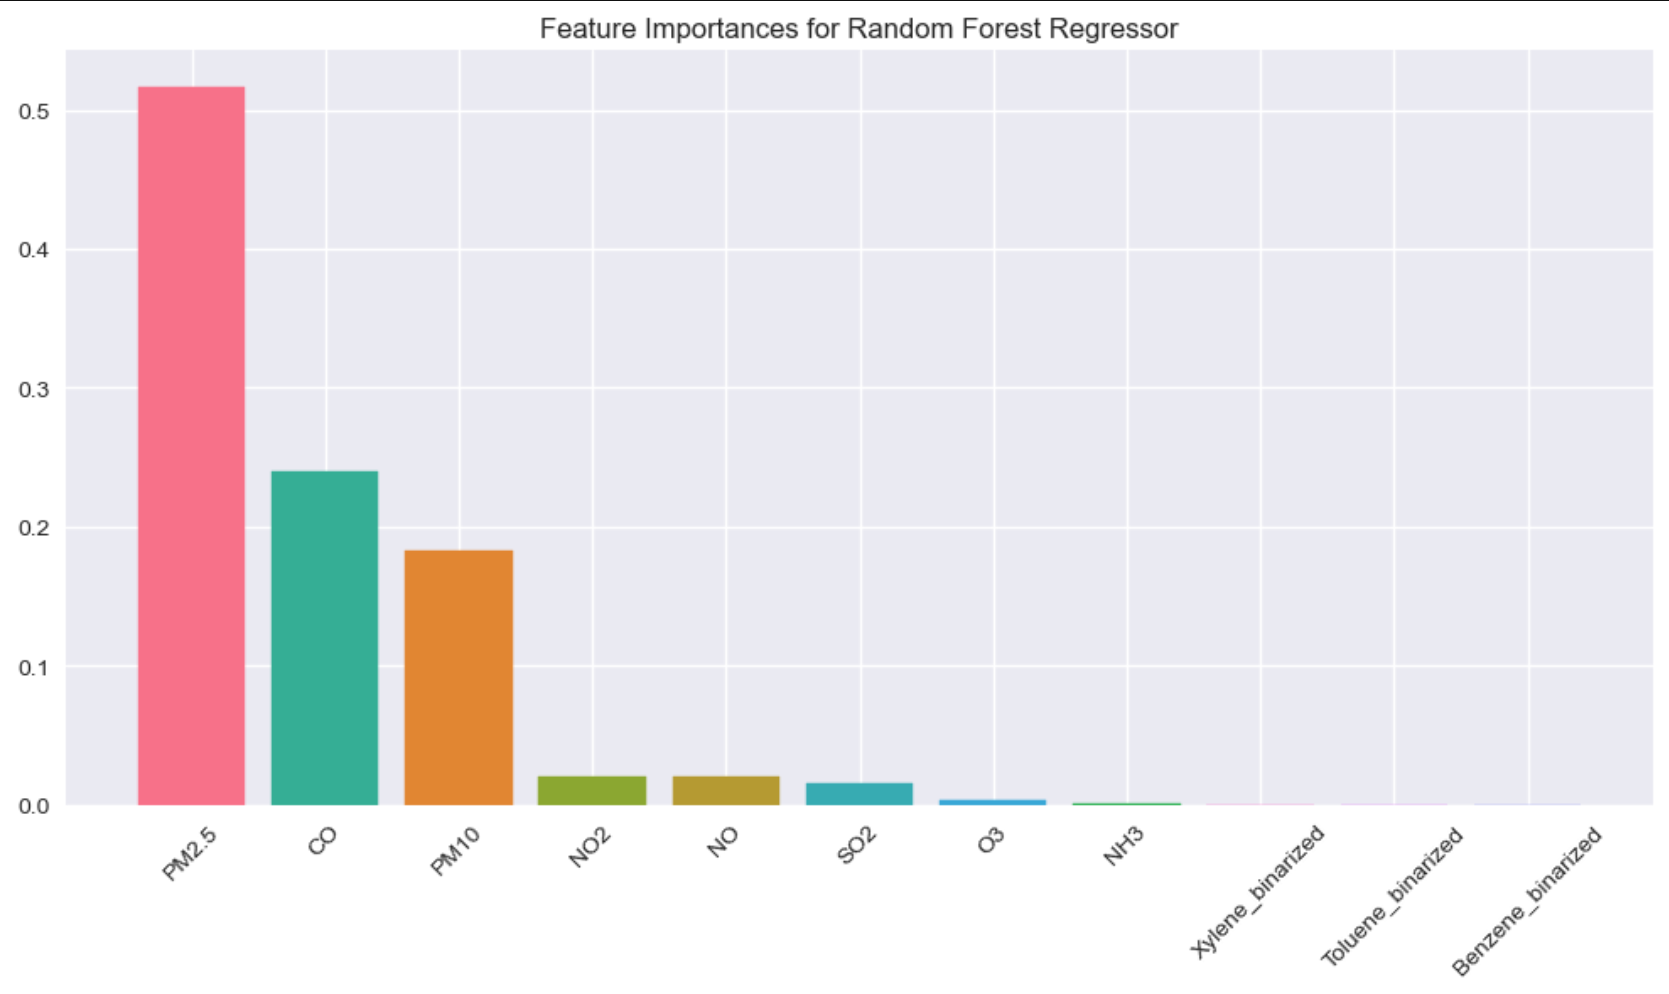 Feature Importances for Random Forest Regressor
0.5
0.4
0.3
0.2
0.1
0.0
PM2.5
CO
PM10
NO2
NO
SO2
O3
NH3
Xylene_binarized
Toluene_binarized
Benzene_binarized